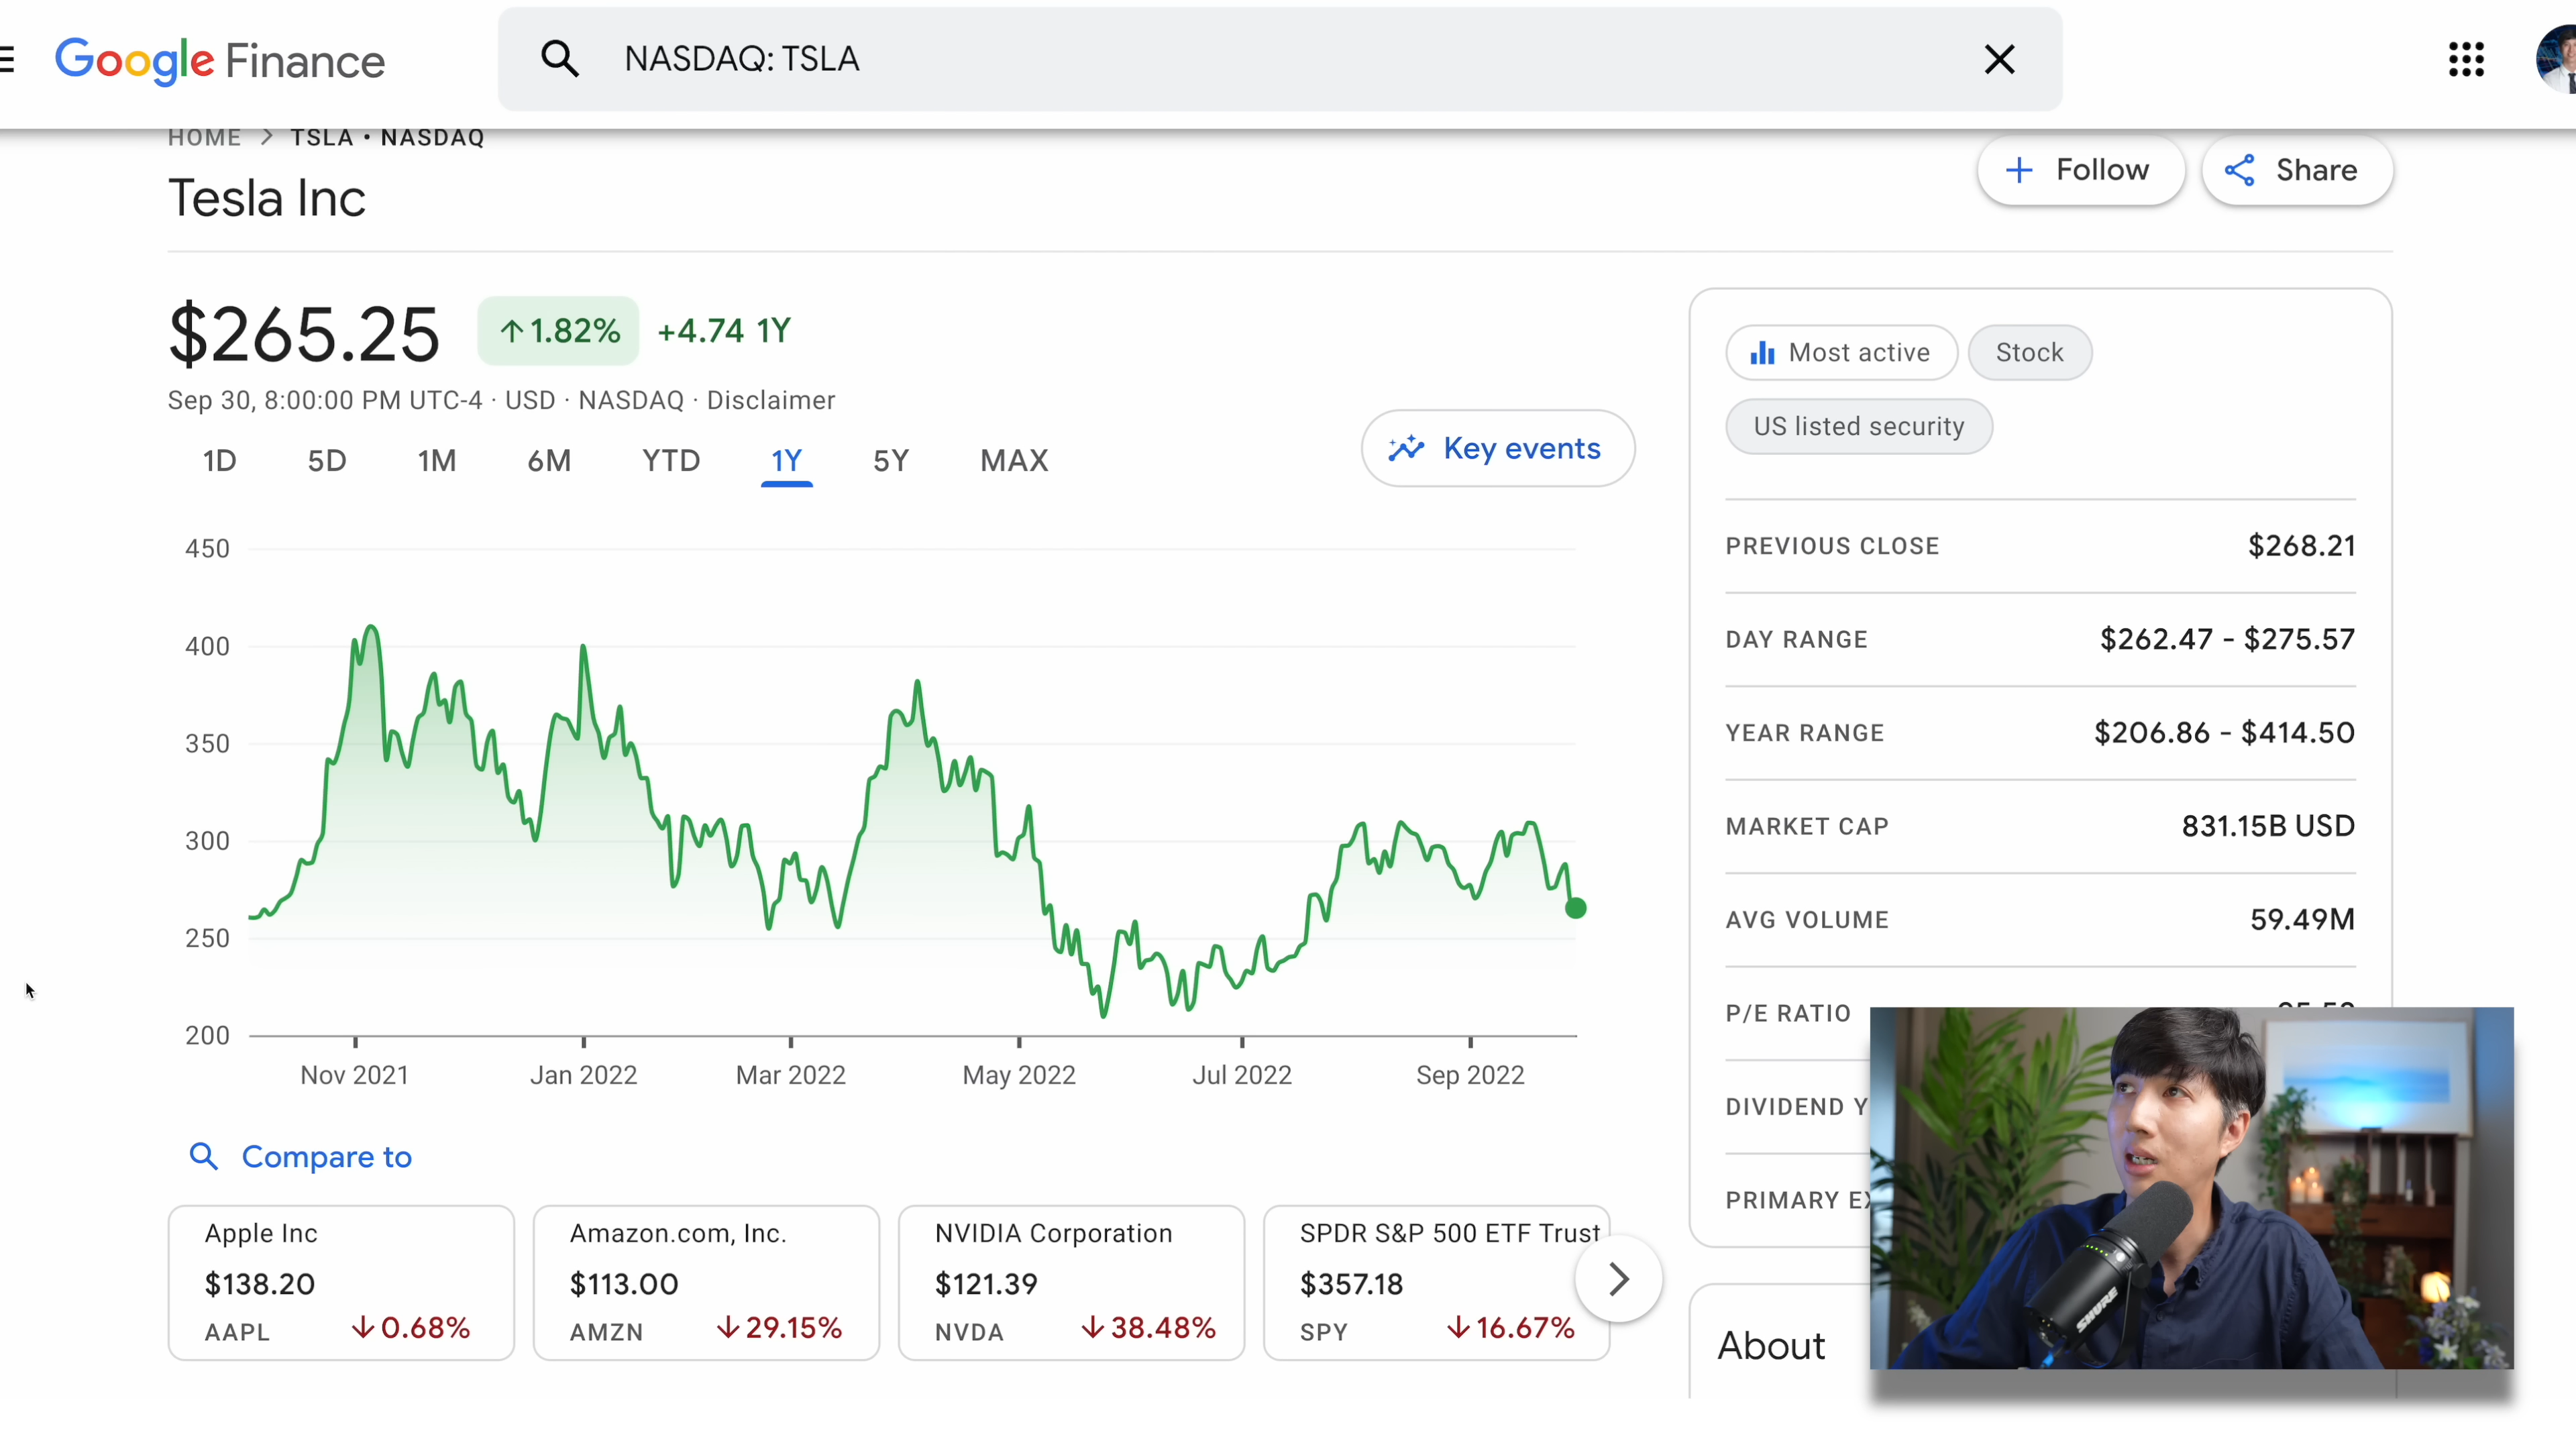 Google Finance
NASDAQ: TSLA
HOME > TSLA • NASDAQ
Tesla Inc
Follow
Share
$265.25 ↑1.82% +4.74 1Y
Sep 30, 8:00:00 PM UTC-4 · USD · NASDAQ · Disclaimer
1D 5D 1M 6M YTD 1Y 5Y MAX
Key events
450
400
350
300
250
200
Nov 2021 Jan 2022 Mar 2022 May 2022 Jul 2022 Sep 2022
Compare to
Apple Inc
$138.20
AAPL ↓0.68%
Amazon.com, Inc.
$113.00
AMZN ↓29.15%
NVIDIA Corporation
$121.39
NVDA ↓38.48%
SPDR S&P 500 ETF Trust
$357.18
SPY ↓16.67%
Most active Stock
US listed security
PREVIOUS CLOSE $268.21
DAY RANGE $262.47 - $275.57
YEAR RANGE $206.86 - $414.50
MARKET CAP 831.15B USD
AVG VOLUME 59.49M
P/E RATIO
DIVIDEND Y
PRIMARY EX
About
SHURE